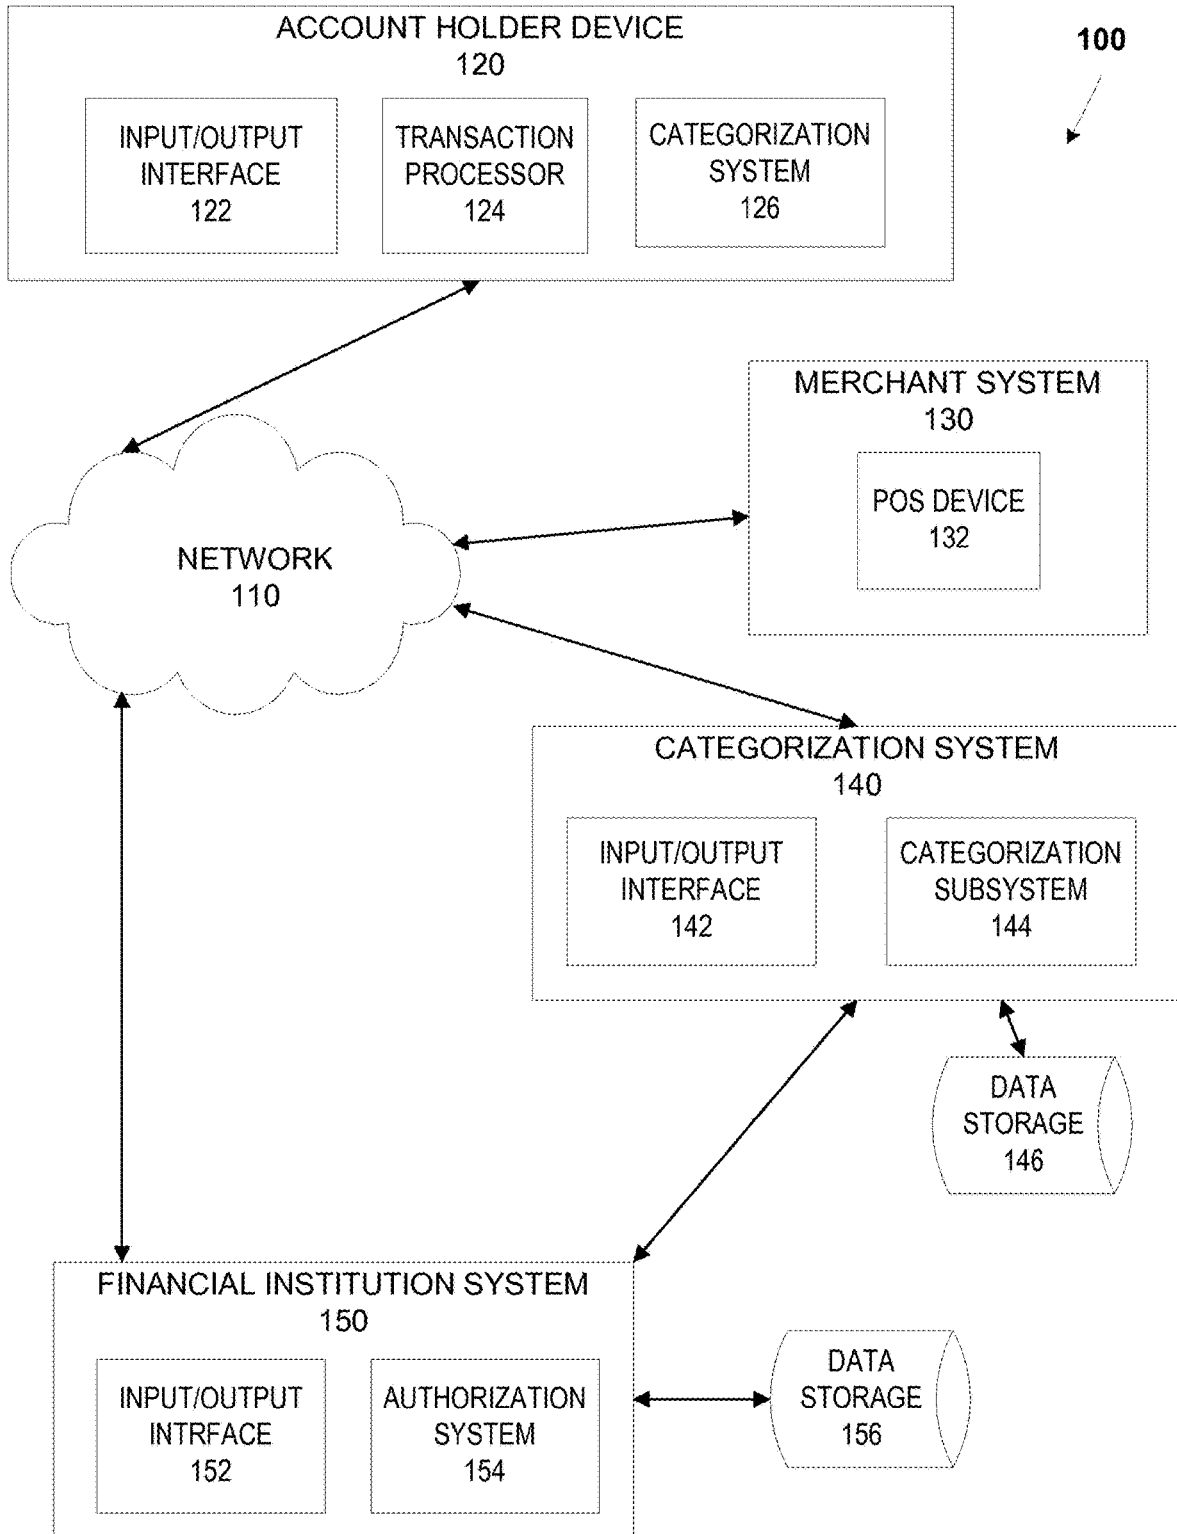 ACCOUNT HOLDER DEVICE
120
100
INPUT/OUTPUT
INTERFACE
122
TRANSACTION
PROCESSOR
124
CATEGORIZATION
SYSTEM
126
MERCHANT SYSTEM
130
POS DEVICE
132
NETWORK
110
CATEGORIZATION SYSTEM
140
INPUT/OUTPUT
INTERFACE
142
CATEGORIZATION
SUBSYSTEM
144
DATA
STORAGE
146
FINANCIAL INSTITUTION SYSTEM
150
INPUT/OUTPUT
INTRFACE
152
AUTHORIZATION
SYSTEM
154
DATA
STORAGE
156